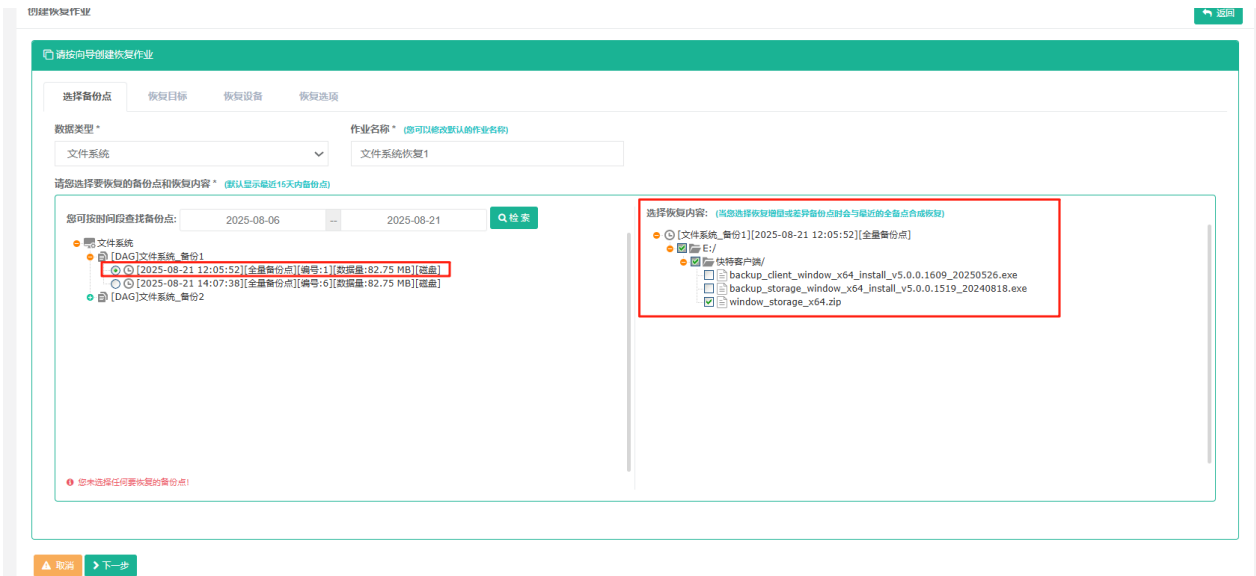 创建恢复作业
返回
请按向导创建恢复作业
选择备份点 恢复目标 恢复设备 恢复选项
数据类型 * 作业名称 * (您可以修改默认的作业名称)
文件系统 文件系统恢复1
请您选择要恢复的备份点和恢复内容 * (默认显示最近15天内备份点)
您可按时间段查找备份点: 2025-08-06 -- 2025-08-21 检索
文件系统
[DAG]文件系统_备份1
[2025-08-21 12:05:52][全量备份点][编号:1][数据量:82.75 MB][磁盘]
[2025-08-21 14:07:38][全量备份点][编号:6][数据量:82.75 MB][磁盘]
[DAG]文件系统_备份2
您未选择任何要恢复的备份点!
选择恢复内容: (当您选择恢复增量或差异备份点时会与最近的全备点合成恢复)
[文件系统_备份1][2025-08-21 12:05:52][全量备份点]
E:/
快特客户端/
backup_client_window_x64_install_v5.0.0.1609_20250526.exe
backup_storage_window_x64_install_v5.0.0.1519_20240818.exe
window_storage_x64.zip
取消 下一步